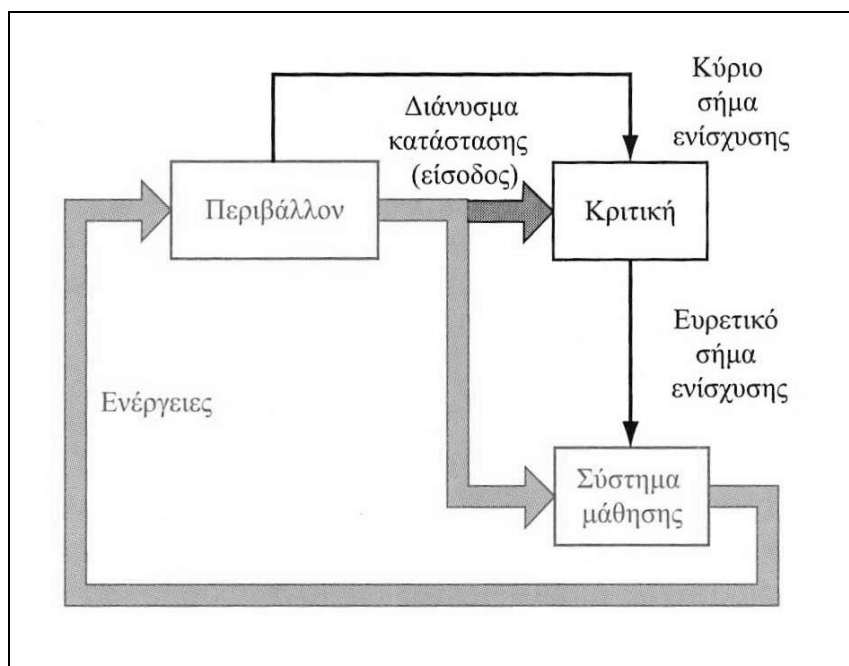 Κύριο
σήμα
ενίσχυσης
Διάνυσμα
κατάστασης
(είσοδος)
Περιβάλλον
Κριτική
Ευρετικό
σήμα
ενίσχυσης
Ενέργειες
Σύστημα
μάθησης